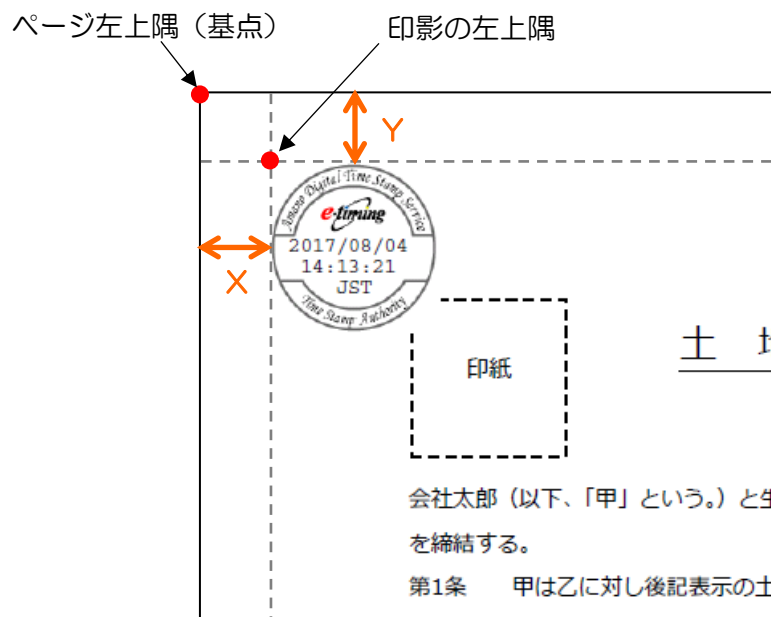 ページ左上隅（基点）
印影の左上隅
Y
X
Amano Digital Time Stamp Service
e-timing
2017/08/04
14:13:21
JST
Time Stamp Authority
印紙
土
会社太郎（以下、「甲」という。）と
を締結する。
第1条　甲は乙に対し後記表示の土